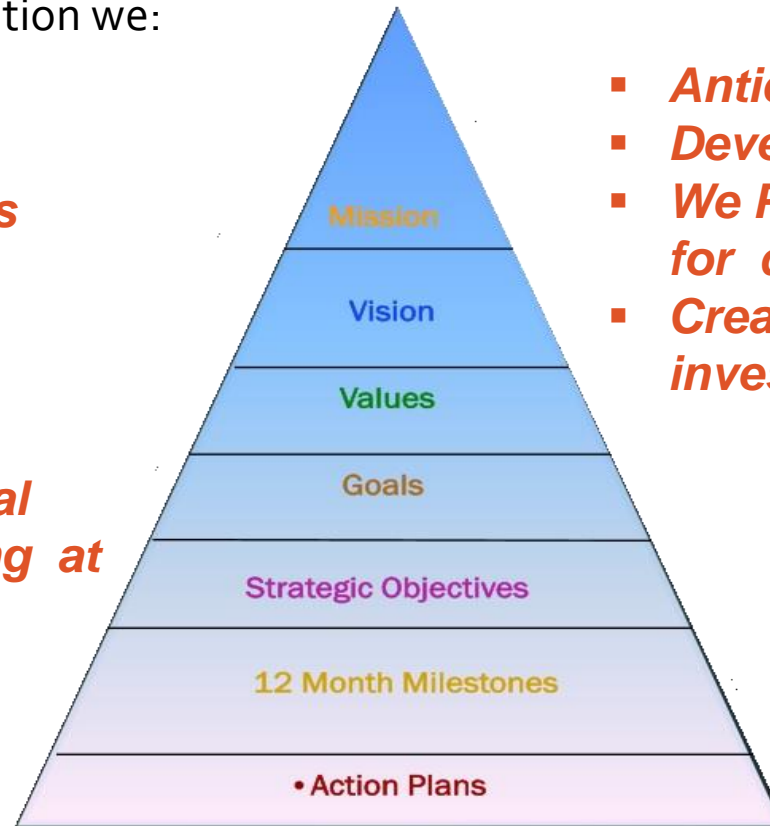 tion we:
s
al
g at
Mission
Vision
Values
Goals
Strategic Objectives
12 Month Milestones
• Action Plans
▪ Antic
▪ Deve
▪ We
for
▪ Crea
inves